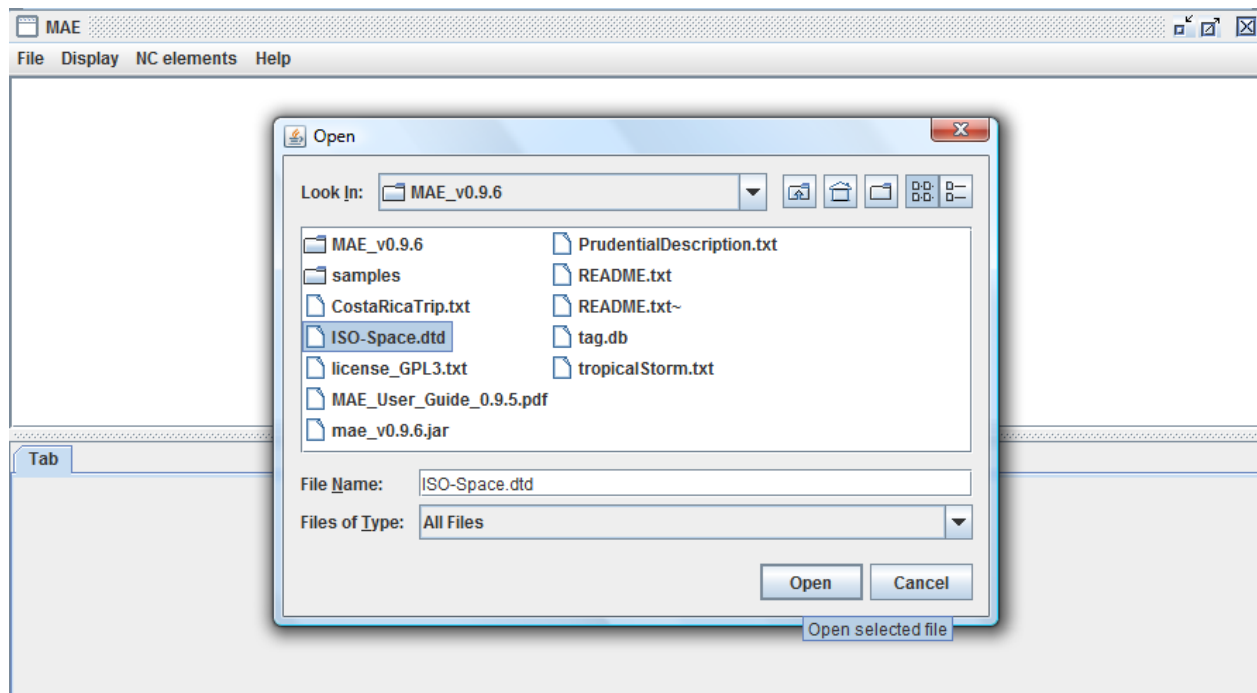 MAE
File Display NC elements Help
Open
Look In: MAE_v0.9.6
MAE_v0.9.6
samples
CostaRicaTrip.txt
ISO-Space.dtd
license_GPL3.txt
MAE_User_Guide_0.9.5.pdf
mae_v0.9.6.jar
PrudentialDescription.txt
README.txt
README.txt~
tag.db
tropicalStorm.txt
Tab
File Name: ISO-Space.dtd
Files of Type: All Files
Open Cancel
Open selected file